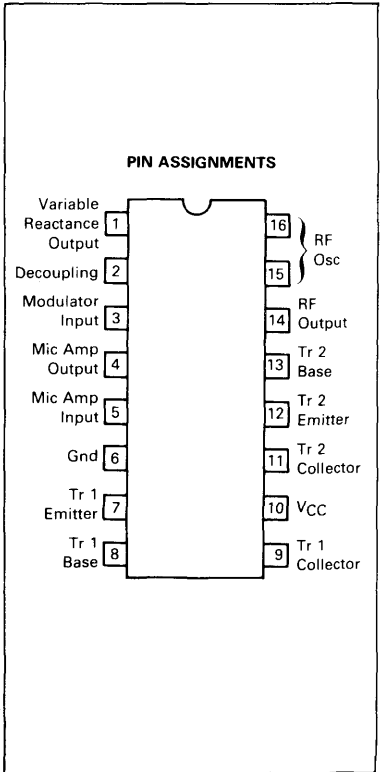 PIN ASSIGNMENTS
Variable
Reactance
Output
1
Decoupling
2
Modulator
Input
3
Mic Amp
Output
4
Mic Amp
Input
5
Gnd
6
Tr 1
Emitter
7
Tr 1
Base
8
16
15
RF
Osc
14
RF
Output
13
Tr 2
Base
12
Tr 2
Emitter
11
Tr 2
Collector
10
VCC
9
Tr 1
Collector